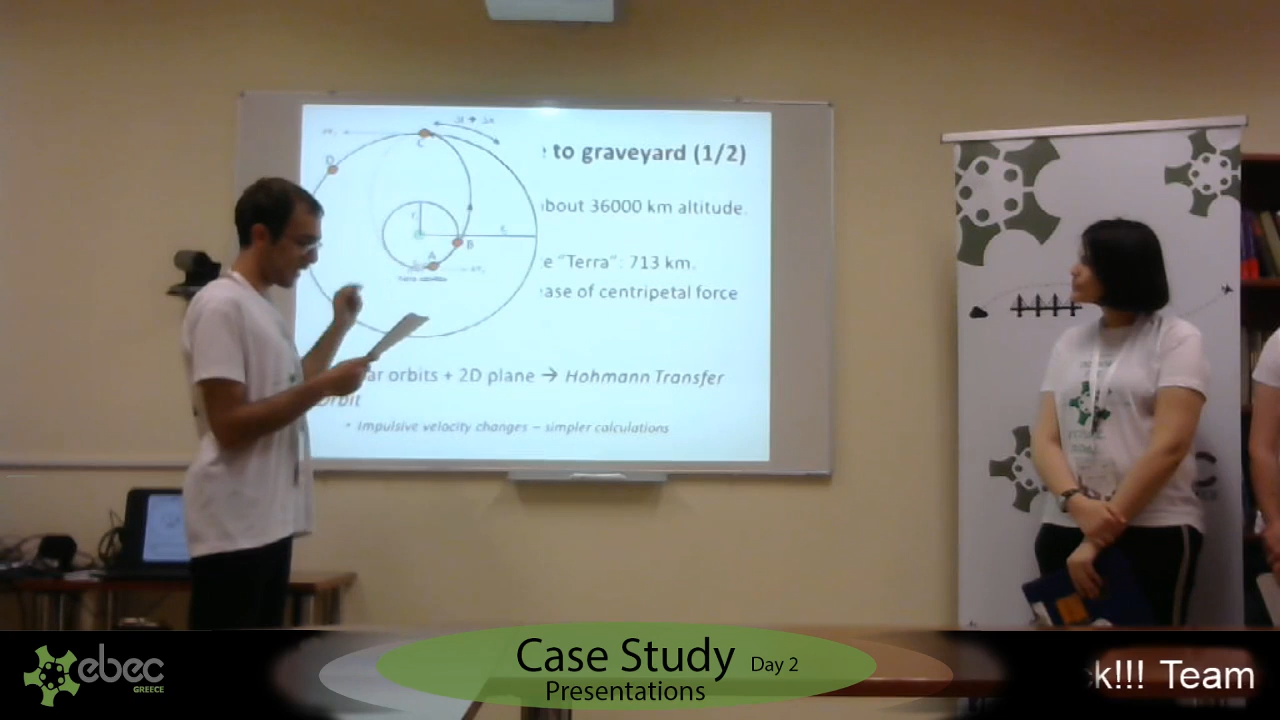 to graveyard (1/2)
bout 36000 km altitude.
e "Terra": 713 km.
ase of centripetal force
ar orbits + 2D plane → Hohmann Transfer
Orbit
• Impulsive velocity changes – simpler calculations
D
C
B
A
ebec
GREECE
Case Study Day 2
Presentations
k!!! Team